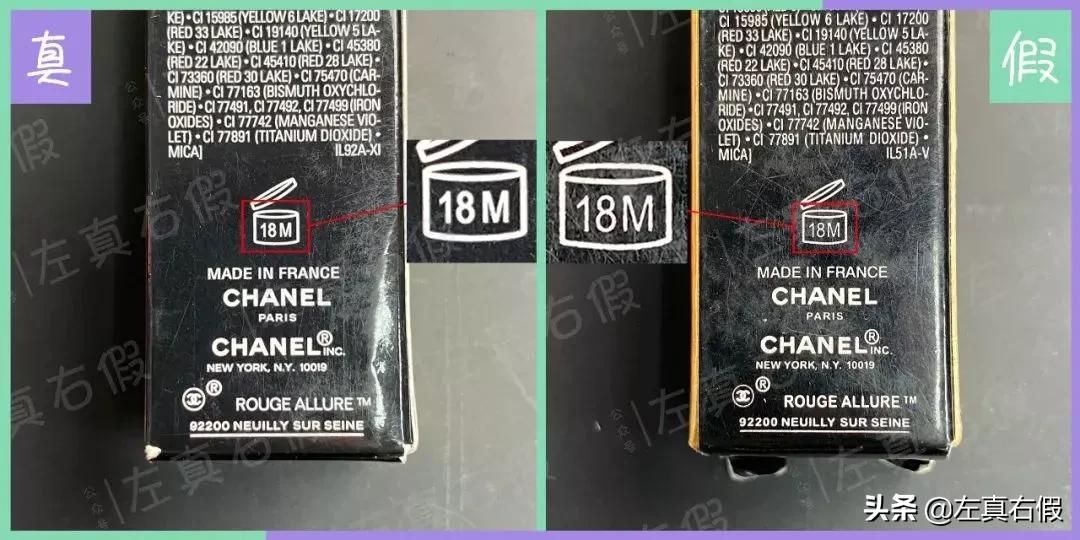 真
KE) • CI 15985 (YELLOW 6 LAKE) • CI 17200
(RED 33 LAKE) • CI 19140 (YELLOW 5 LA-
KE) • CI 42090 (BLUE 1 LAKE) • CI 45380
(RED 22 LAKE) • CI 45410 (RED 28 LAKE) •
CI 73360 (RED 30 LAKE) • CI 75470 (CAR-
MINE) • CI 77163 (BISMUTH OXYCHLO-
RIDE) • CI 77491, CI 77492, CI 77499 (IRON
OXIDES) • CI 77742 (MANGANESE VIO-
LET) • CI 77891 (TITANIUM DIOXIDE) •
MICA] IL92A-XI
18M
18M
MADE IN FRANCE
CHANEL
PARIS
CHANEL® INC.
NEW YORK, N.Y. 10019
® ROUGE ALLURE™
92200 NEUILLY SUR SEINE
假
CI 15985 (YELLOW 6 LAKE) • CI 17200
(RED 33 LAKE) • CI 19140 (YELLOW 5 LA-
KE) • CI 42090 (BLUE 1 LAKE) • CI 45380
(RED 22 LAKE) • CI 45410 (RED 28 LAKE) •
CI 73360 (RED 30 LAKE) • CI 75470 (CAR-
MINE) • CI 77163 (BISMUTH OXYCHLO-
RIDE) • CI 77491, CI 77492, CI 77499 (IRON
OXIDES) • CI 77742 (MANGANESE VIO-
LET) • CI 77891 (TITANIUM DIOXIDE) •
MICA] IL51A-V
18M
18M
MADE IN FRANCE
CHANEL
PARIS
CHANEL® INC.
NEW YORK, N.Y. 10019
® ROUGE ALLURE™
92200 NEUILLY SUR SEINE
公众号|左真右假
头条 @左真右假